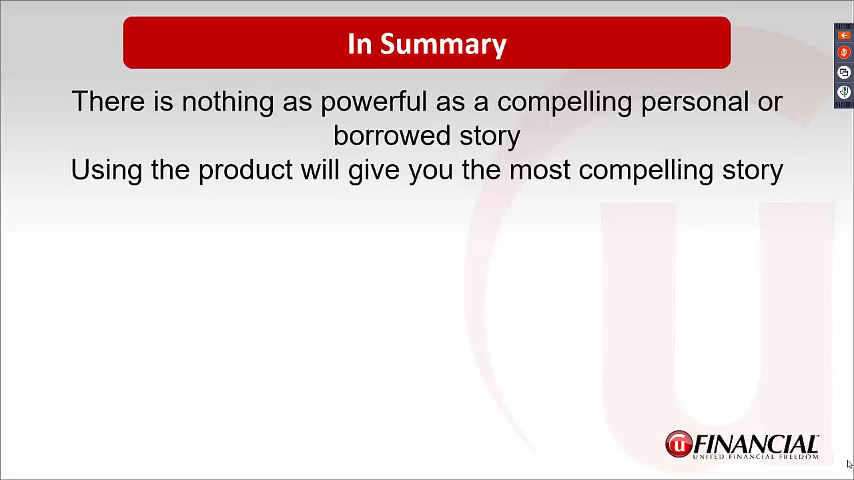 In Summary
There is nothing as powerful as a compelling personal or
borrowed story
Using the product will give you the most compelling story
u FINANCIAL
UNITED FINANCIAL FREEDOM